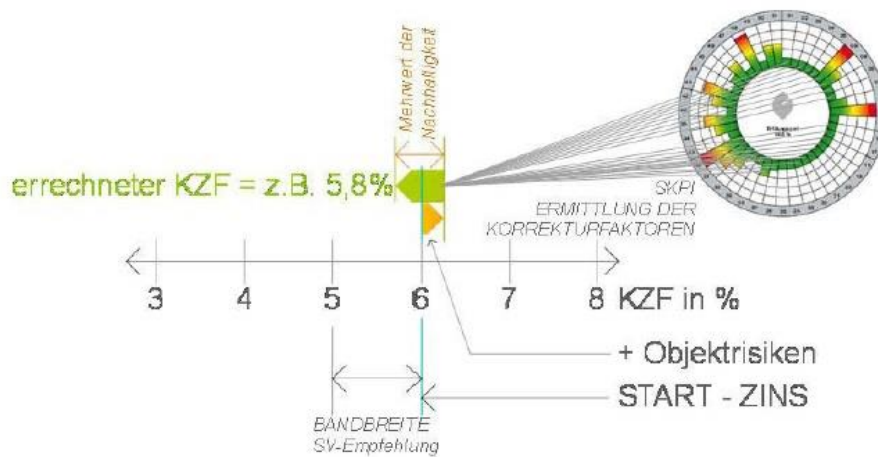 Mehrwert der
Nachhaltigkeit
errechneter KZF = z.B. 5,8%
SKPI
ERMITTLUNG DER
KORREKTURFAKTOREN
3 4 5 6 7 8 KZF in %
+ Objektrisiken
START - ZINS
BANDBREITE
SV-Empfehlung